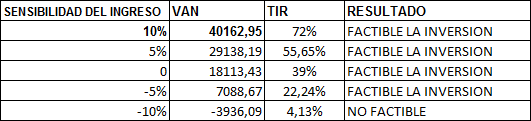 SENSIBILIDAD DEL INGRESO VAN TIR RESULTADO
10% 40162,95 72% FACTIBLE LA INVERSION
5% 29138,19 55,65% FACTIBLE LA INVERSION
0 18113,43 39% FACTIBLE LA INVERSION
-5% 7088,67 22,24% FACTIBLE LA INVERSION
-10% -3936,09 4,13% NO FACTIBLE